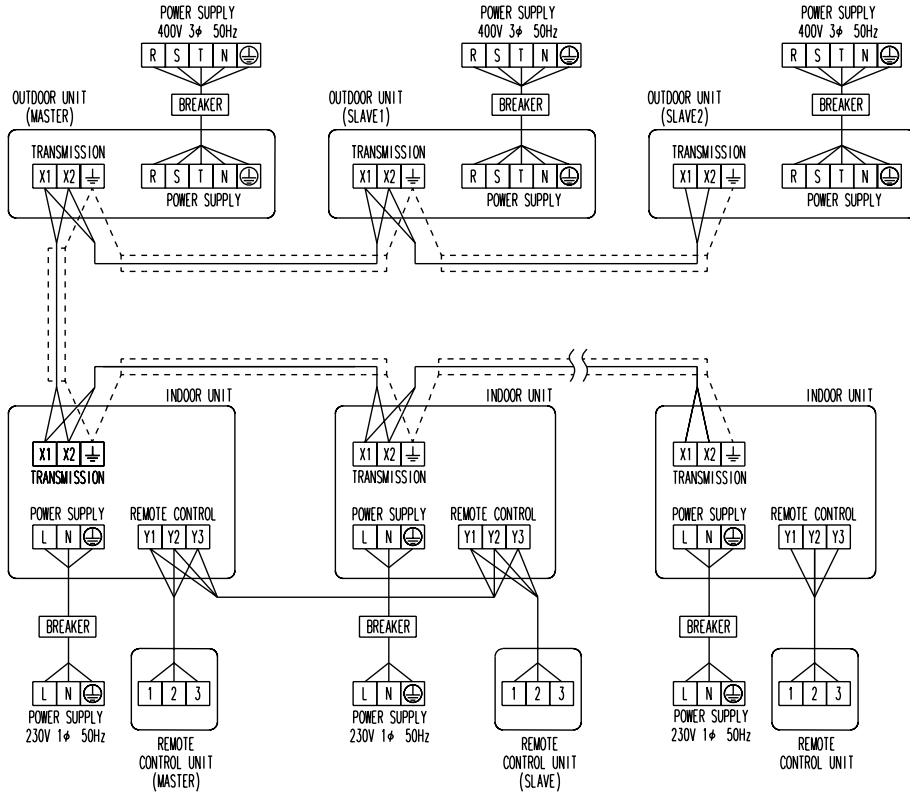 POWER SUPPLY
400V 3ϕ 50Hz
R S T N
BREAKER
OUTDOOR UNIT
(MASTER)
TRANSMISSION
X1 X2
R S T N
POWER SUPPLY
POWER SUPPLY
400V 3ϕ 50Hz
R S T N
BREAKER
OUTDOOR UNIT
(SLAVE1)
TRANSMISSION
X1 X2
R S T N
POWER SUPPLY
POWER SUPPLY
400V 3ϕ 50Hz
R S T N
BREAKER
OUTDOOR UNIT
(SLAVE2)
TRANSMISSION
X1 X2
R S T N
POWER SUPPLY
INDOOR UNIT
X1 X2
TRANSMISSION
POWER SUPPLY
L N
REMOTE CONTROL
Y1 Y2 Y3
BREAKER
L N
POWER SUPPLY
230V 1ϕ 50Hz
1 2 3
REMOTE
CONTROL UNIT
(MASTER)
INDOOR UNIT
X1 X2
TRANSMISSION
POWER SUPPLY
L N
REMOTE CONTROL
Y1 Y2 Y3
BREAKER
L N
POWER SUPPLY
230V 1ϕ 50Hz
1 2 3
REMOTE
CONTROL UNIT
(SLAVE)
INDOOR UNIT
X1 X2
TRANSMISSION
POWER SUPPLY
L N
REMOTE CONTROL
Y1 Y2 Y3
BREAKER
L N
POWER SUPPLY
230V 1ϕ 50Hz
1 2 3
REMOTE
CONTROL UNIT